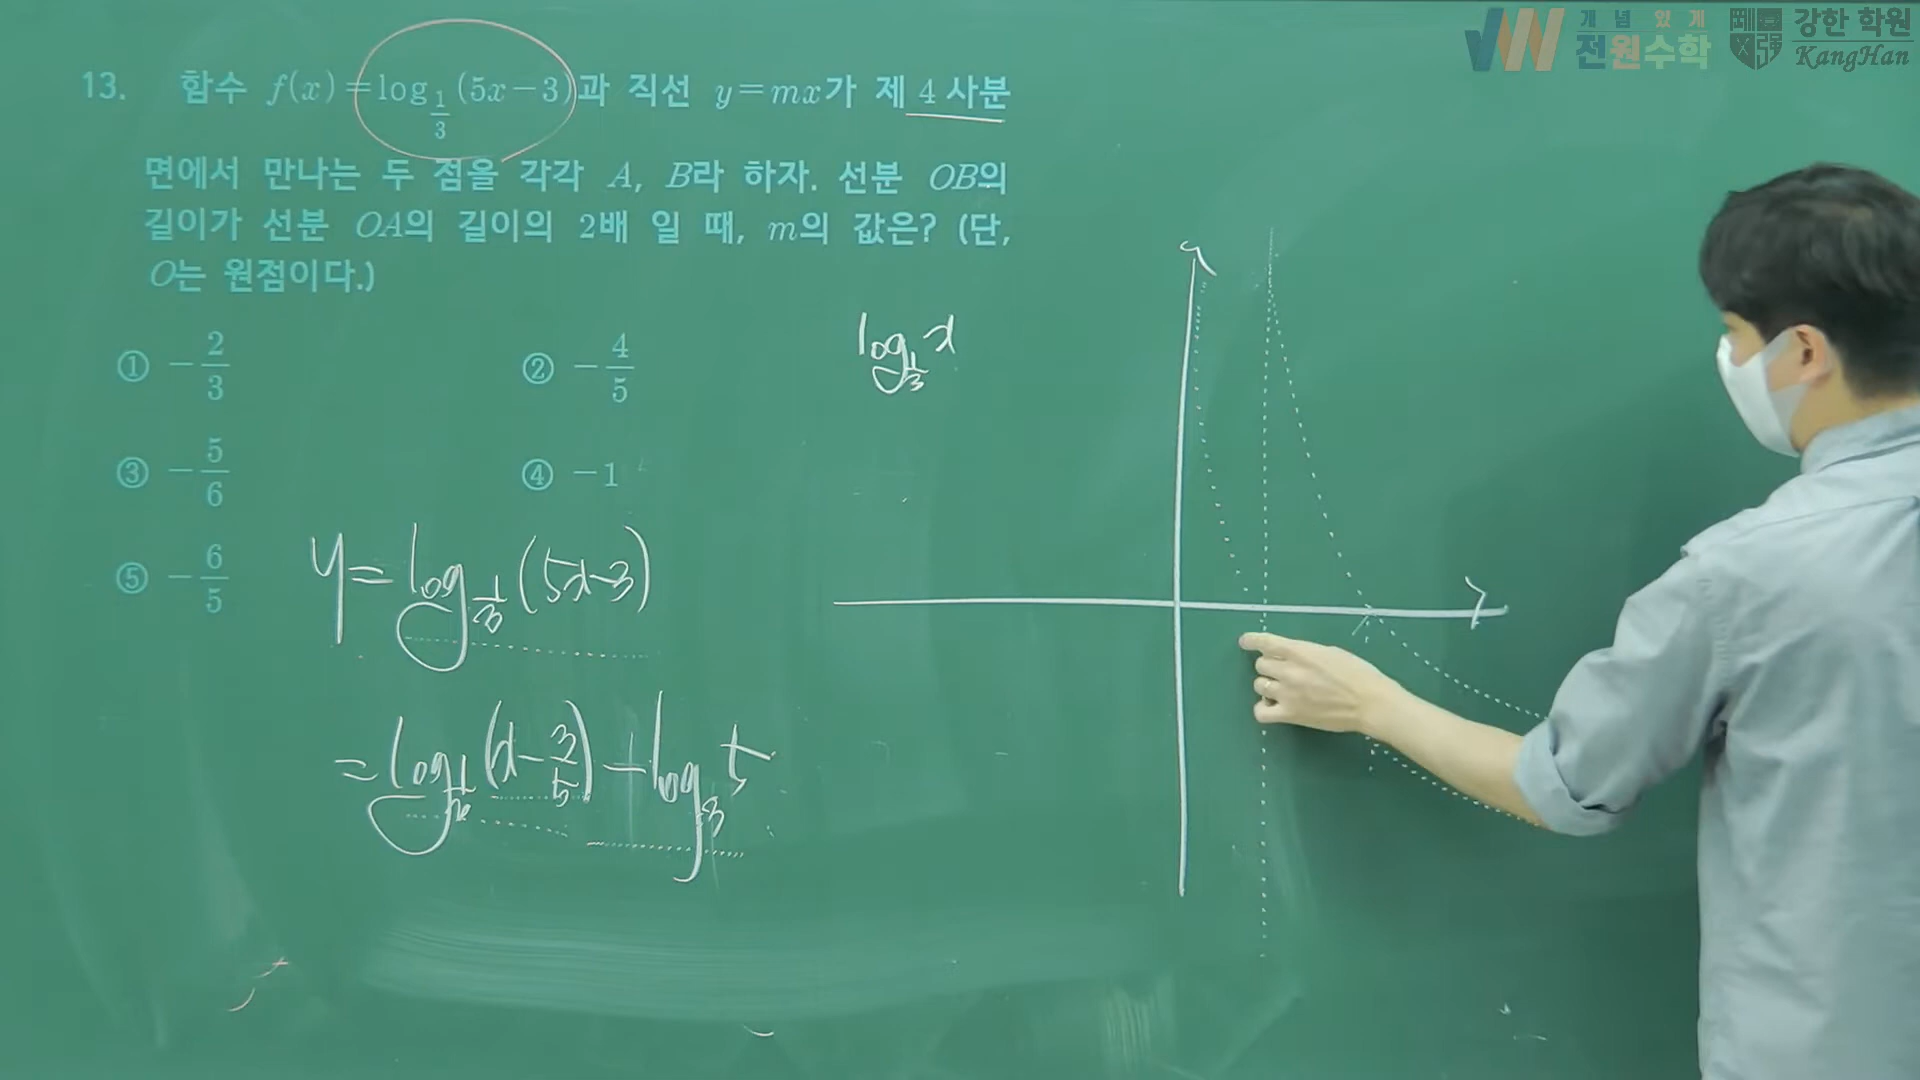 개념있게
전원수학
강한 학원
KangHan
13. 함수 f(x)=log_{1/3}(5x-3)과 직선 y=mx가 제 4 사분
면에서 만나는 두 점을 각각 A, B라 하자. 선분 OB의
길이가 선분 OA의 길이의 2배 일 때, m의 값은? (단,
O는 원점이다.)
① -2/3 ② -4/5
③ -5/6 ④ -1
⑤ -6/5
log_{1/3} x
y = log_{1/3}(5x-3)
= log_{1/3}(x-3/5) - log_3 5